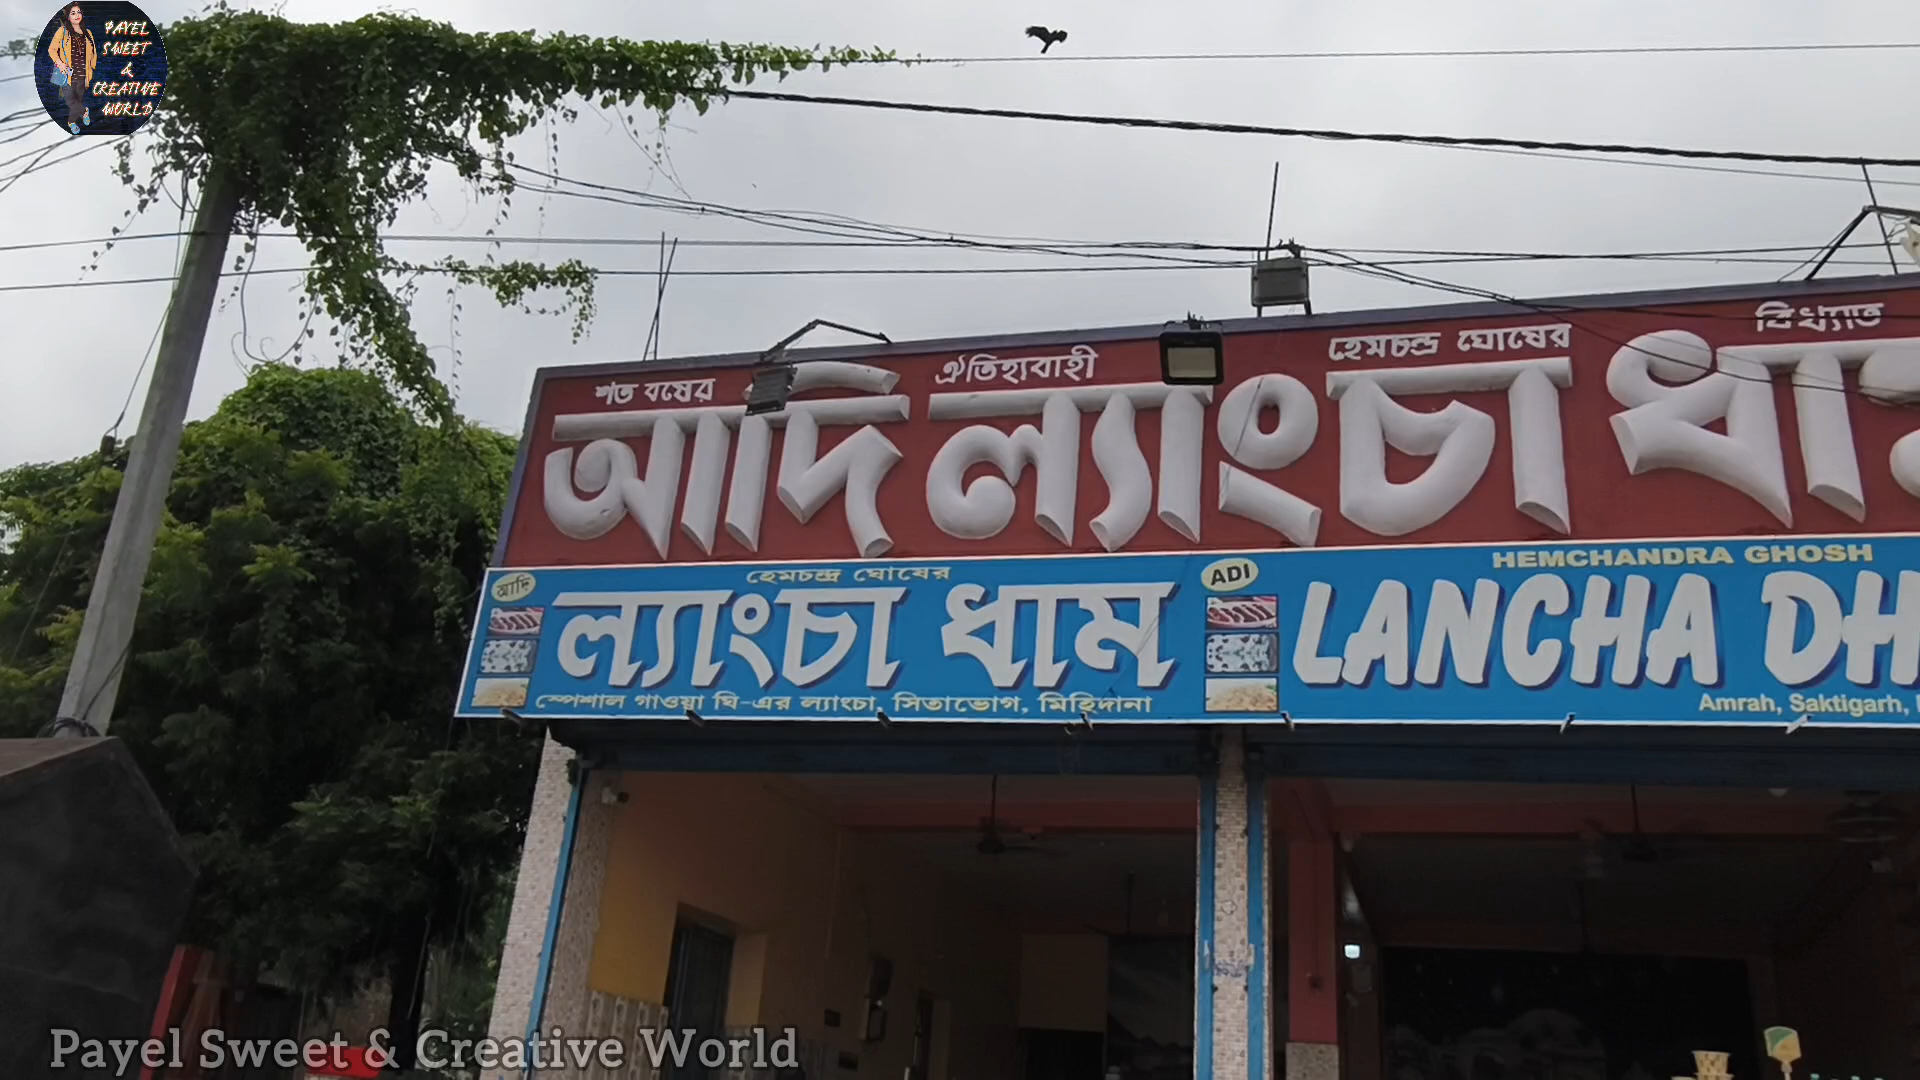 PAYEL
SWEET
&
CREATIVE
WORLD
শত বর্ষের ঐতিহ্যবাহী হেমচন্দ্র ঘোষের বিখ্যাত
আদি ল্যাংচা
আদি
হেমচন্দ্র ঘোষের
ল্যাংচা ধাম
স্পেশাল গাওয়া ঘি-এর ল্যাংচা, সিতাভোগ, মিহিদানা
ADI
HEMCHANDRA GHOSH
LANCHA
Amrah, Saktigarh,
Payel Sweet & Creative World